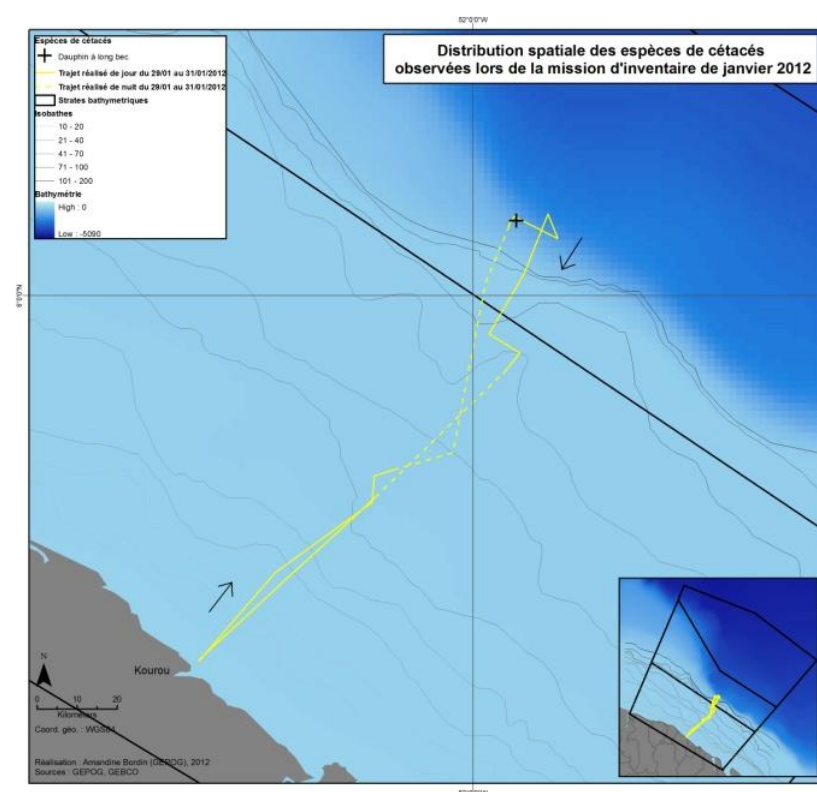 52°0'0"W
Distribution spatiale des espèces de cétacés
observées lors de la mission d'inventaire de janvier 2012
Espèces de cétacés
Dauphin à long bec
Trajet réalisé de jour du 29/01 au 31/01/2012
Trajet réalisé de nuit du 29/01 au 31/01/2012
Strates bathymetriques
Isobathes
10 - 20
21 - 40
41 - 70
71 - 100
101 - 200
Bathymétrie
High : 0
Low : -5090
Kourou
N
0 10 20
Kilometers
Coord. géo. : WGS84
Réalisation : Amandine Bordin (GEPOG), 2012
Sources : GEPOG, GEBCO